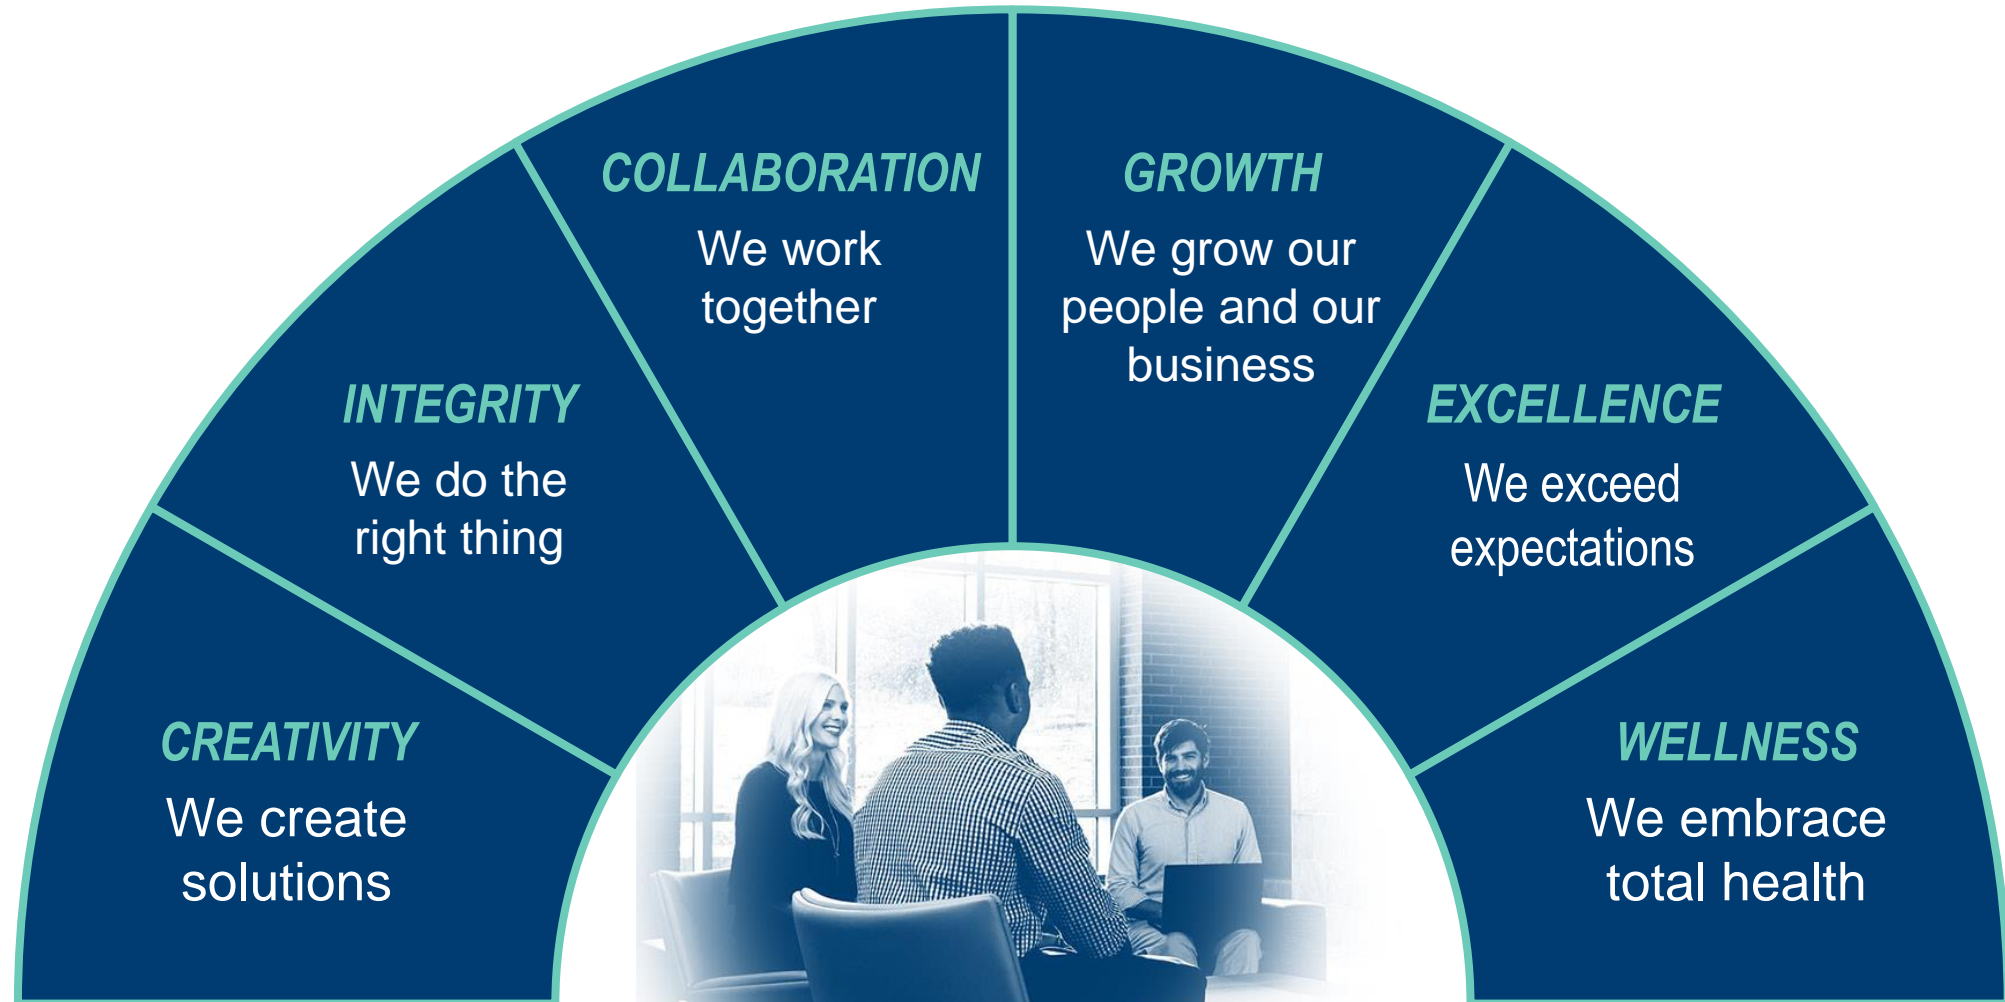 CREATIVITY
We create
solutions
INTEGRITY
We do the
right thing
COLLABORATION
We work
together
GROWTH
We grow our
people and our
business
EXCELLENCE
We exceed
expectations
WELLNESS
We embrace
total health